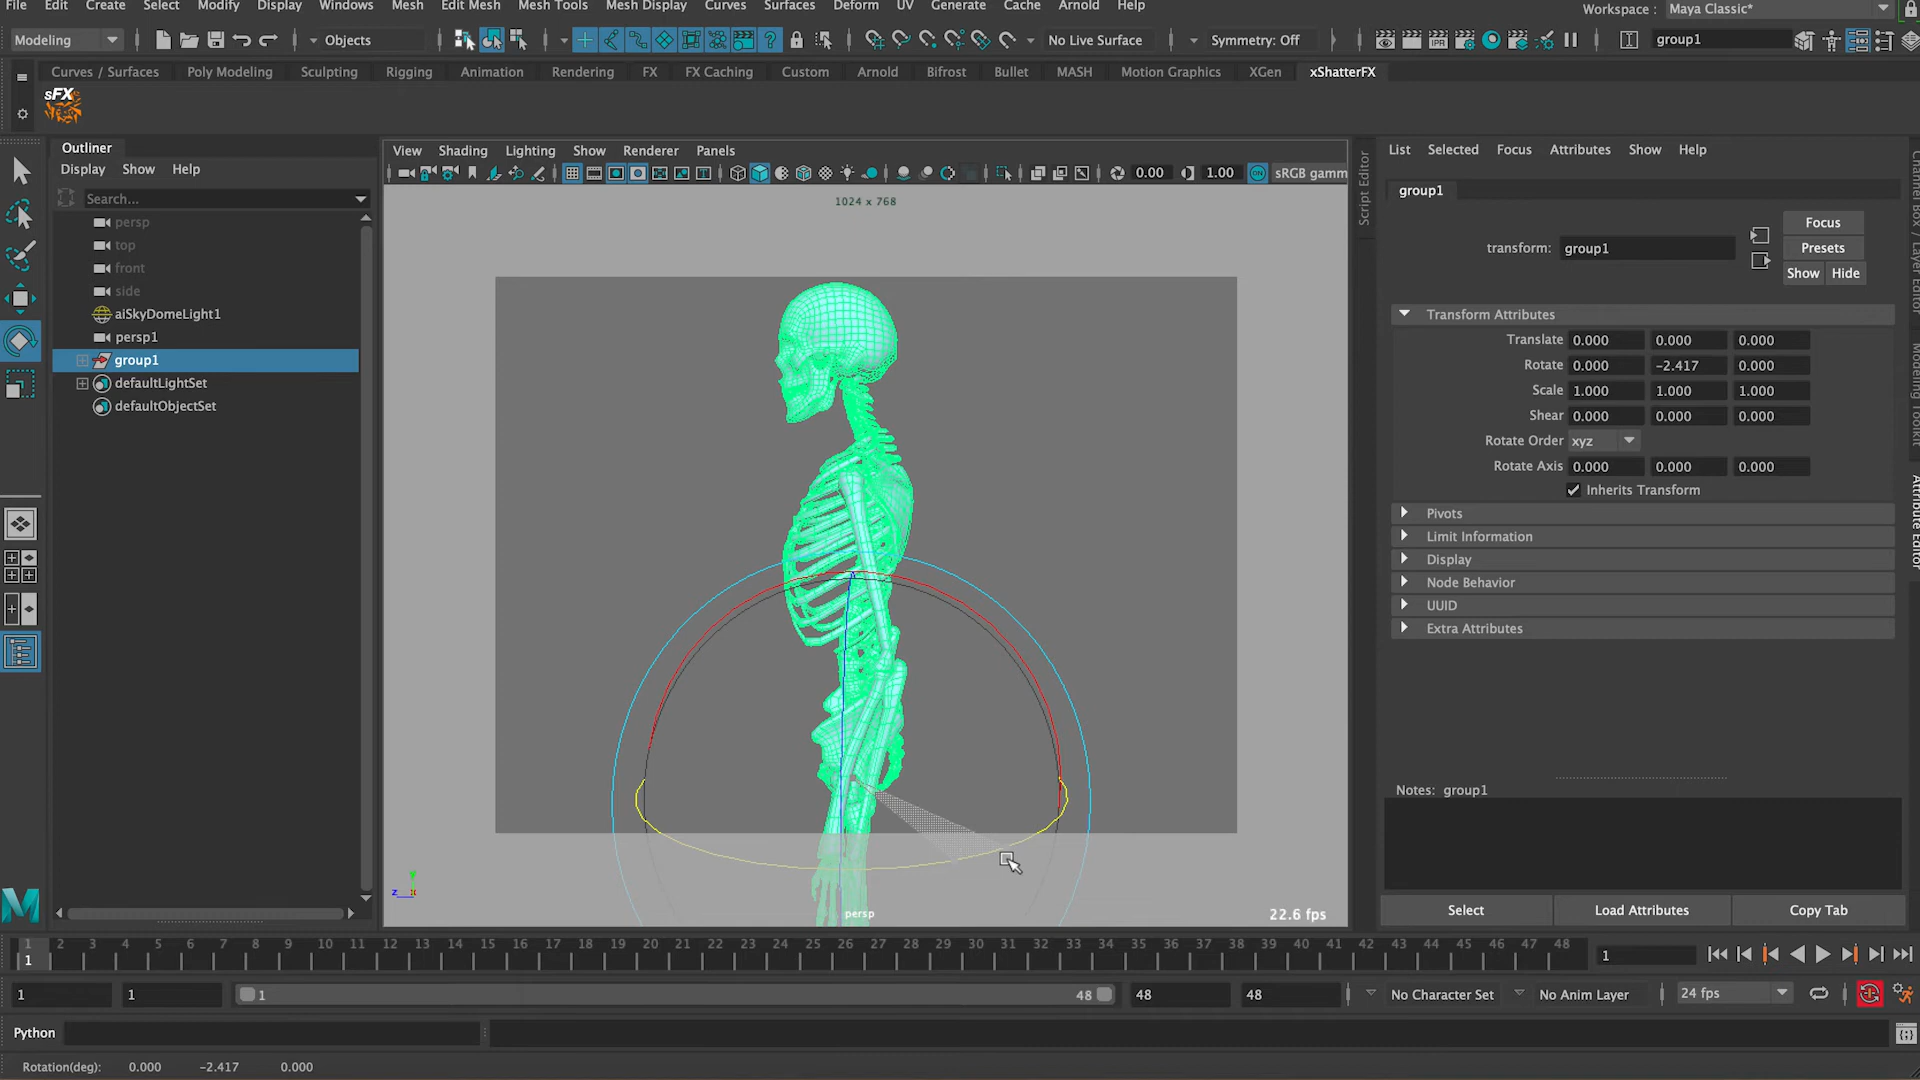 File Edit Create Select Modify Display Windows Mesh Edit Mesh Mesh Tools Mesh Display Curves Surfaces Deform UV Generate Cache Arnold Help
Workspace : Maya Classic*
Modeling Objects No Live Surface Symmetry: Off IPR group1
Curves / Surfaces Poly Modeling Sculpting Rigging Animation Rendering FX FX Caching Custom Arnold Bifrost Bullet MASH Motion Graphics XGen xShatterFX
sFX
Outliner
Display Show Help
Search...
persp
top
front
side
aiSkyDomeLight1
persp1
group1
defaultLightSet
defaultObjectSet
View Shading Lighting Show Renderer Panels
0.00 1.00 ON sRGB gamm
1024 x 768
z
persp
22.6 fps
Script Editor
List Selected Focus Attributes Show Help
group1
transform: group1
Focus
Presets
Show Hide
Transform Attributes
Translate 0.000 0.000 0.000
Rotate 0.000 -2.417 0.000
Scale 1.000 1.000 1.000
Shear 0.000 0.000 0.000
Rotate Order xyz
Rotate Axis 0.000 0.000 0.000
Inherits Transform
Pivots
Limit Information
Display
Node Behavior
UUID
Extra Attributes
Notes: group1
Select Load Attributes Copy Tab
Channel Box / Layer Editor
Modeling Toolkit
Attribute Editor
1 2 3 4 5 6 7 8 9 10 11 12 13 14 15 16 17 18 19 20 21 22 23 24 25 26 27 28 29 30 31 32 33 34 35 36 37 38 39 40 41 42 43 44 45 46 47 48
1
1
1 1 1 48 48 48 No Character Set No Anim Layer 24 fps
Python
Rotation(deg): 0.000 -2.417 0.000